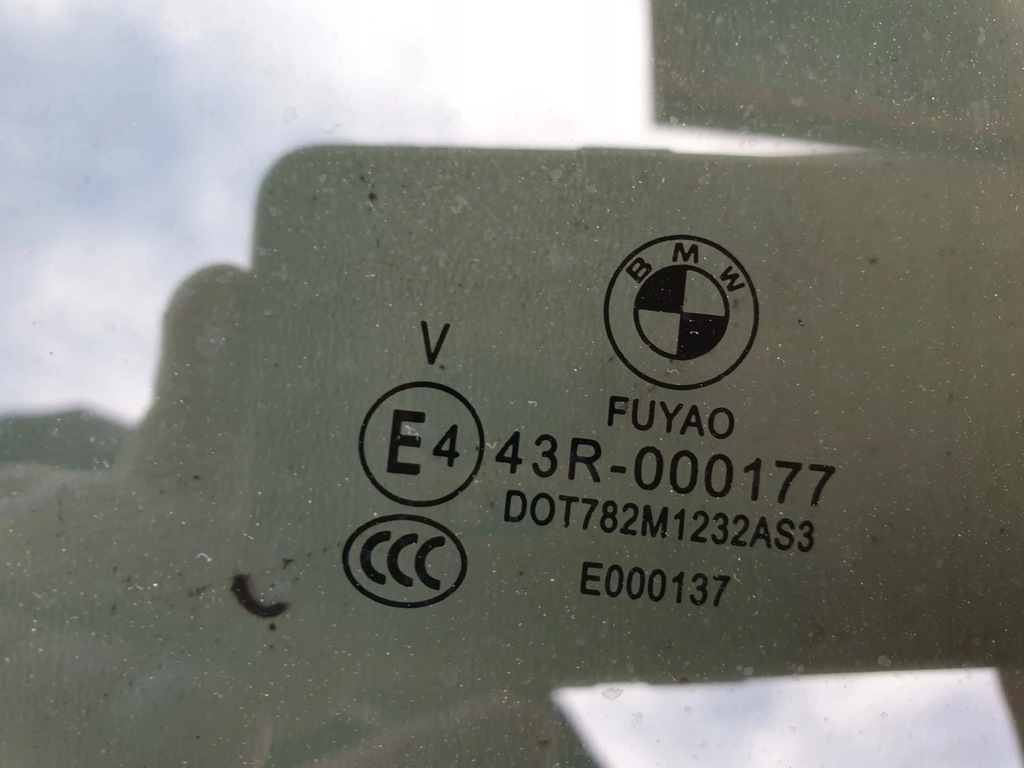 BMW
FUYAO
V
E4 43R-000177
DOT782M1232AS3
CCC
E000137